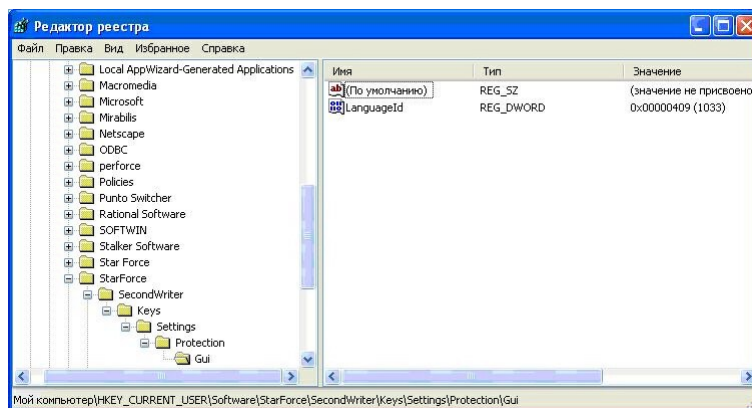 Редактор реестра
Файл Правка Вид Избранное Справка
Local AppWizard-Generated Applications
Macromedia
Microsoft
Mirabilis
Netscape
ODBC
perforce
Policies
Punto Switcher
Rational Software
SOFTWIN
Stalker Software
Star Force
StarForce
SecondWriter
Keys
Settings
Protection
Gui
Имя Тип Значение
(По умолчанию) REG_SZ (значение не присвоено
LanguageId REG_DWORD 0x00000409 (1033)
Мой компьютер\HKEY_CURRENT_USER\Software\StarForce\SecondWriter\Keys\Settings\Protection\Gui